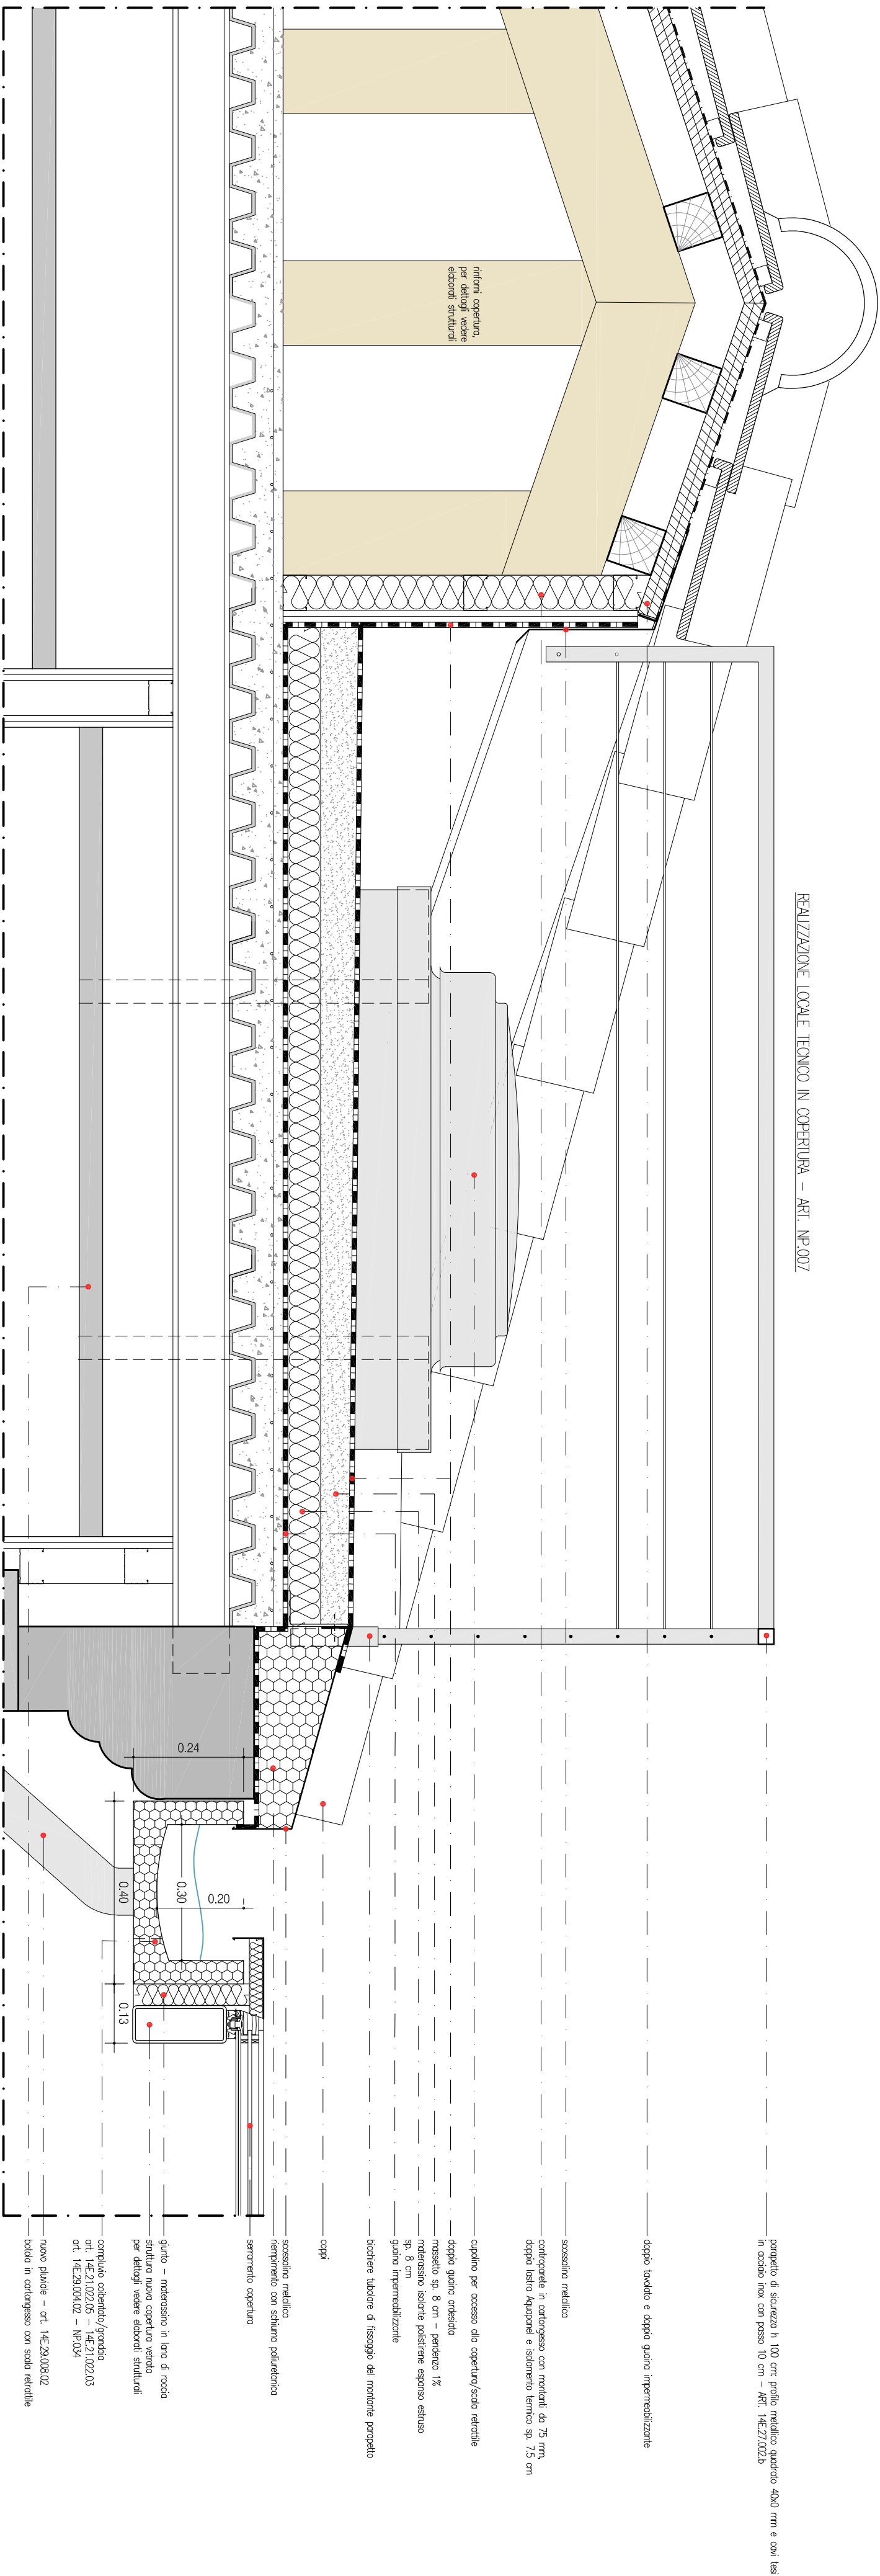 REALIZZAZIONE LOCALE TECNICO IN COPERTURA - ART. NP.007
rinforni copertura,
per dettagli vedere
elaborati strutturali
parapetto di sicurezza h 100 cm: profilo metallico quadrato 40x0 mm e cavi tesi
in acciaio inox con passo 10 cm - ART. 14E.27.002.b
doppio tavolato e doppia guaina impermeabilizzante
scossalina metallica
controparete in cartongesso con montanti da 75 mm,
doppia lastra Aquapanel e isolamento termico sp. 7.5 cm
cupolino per accesso alla copertura/scala retrattile
doppia guaina ardesiata
massetto sp. 8 cm - pendenza 1%
materassino isolante polistirene espanso estruso
sp. 8 cm
guaina impermeabilizzante
bicchiere tubolare di fissaggio del montante parapetto
coppi
scossalina metallica
riempimento con schiuma poliuretanica
serramento copertura
giunto - materassino in lana di roccia
struttura nuova copertura vetrata
per dettagli vedere elaborati strutturali
compluvio coibentato/grondaia
art. 14E.21.022.05 - 14E.21.022.03
art. 14E.29.004.02 - NP.034
nuovo pluviale - art. 14E.29.008.02
botola in cartongesso con scala retrattile
0.24
0.20
0.30
0.40
0.13